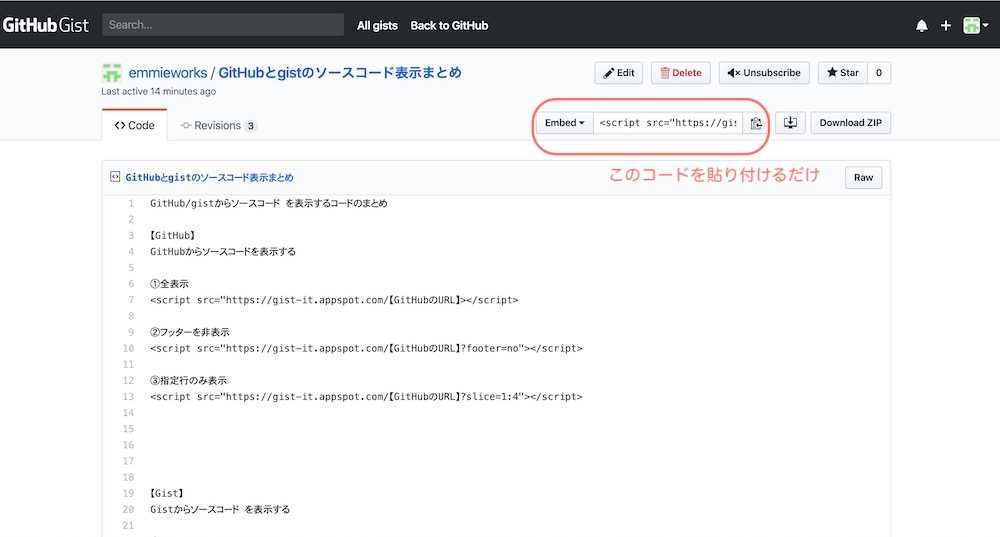 GitHub Gist Search... All gists Back to GitHub
emmieworks / GitHubとgistのソースコード表示まとめ Edit Delete Unsubscribe Star 0
Last active 14 minutes ago
Code Revisions 3 Embed <script src="https://gis Download ZIP
このコードを貼り付けるだけ
GitHubとgistのソースコード表示まとめ Raw
1 GitHub/gistからソースコード を表示するコードのまとめ
2
3 【GitHub】
4 GitHubからソースコードを表示する
5
6 ①全表示
7 <script src="https://gist-it.appspot.com/【GitHubのURL】></script>
8
9 ②フッターを非表示
10 <script src="https://gist-it.appspot.com/【GitHubのURL】?footer=no"></script>
11
12 ③指定行のみ表示
13 <script src="https://gist-it.appspot.com/【GitHubのURL】?slice=1:4"></script>
14
15
16
17
18
19 【Gist】
20 Gistからソースコード を表示する
21